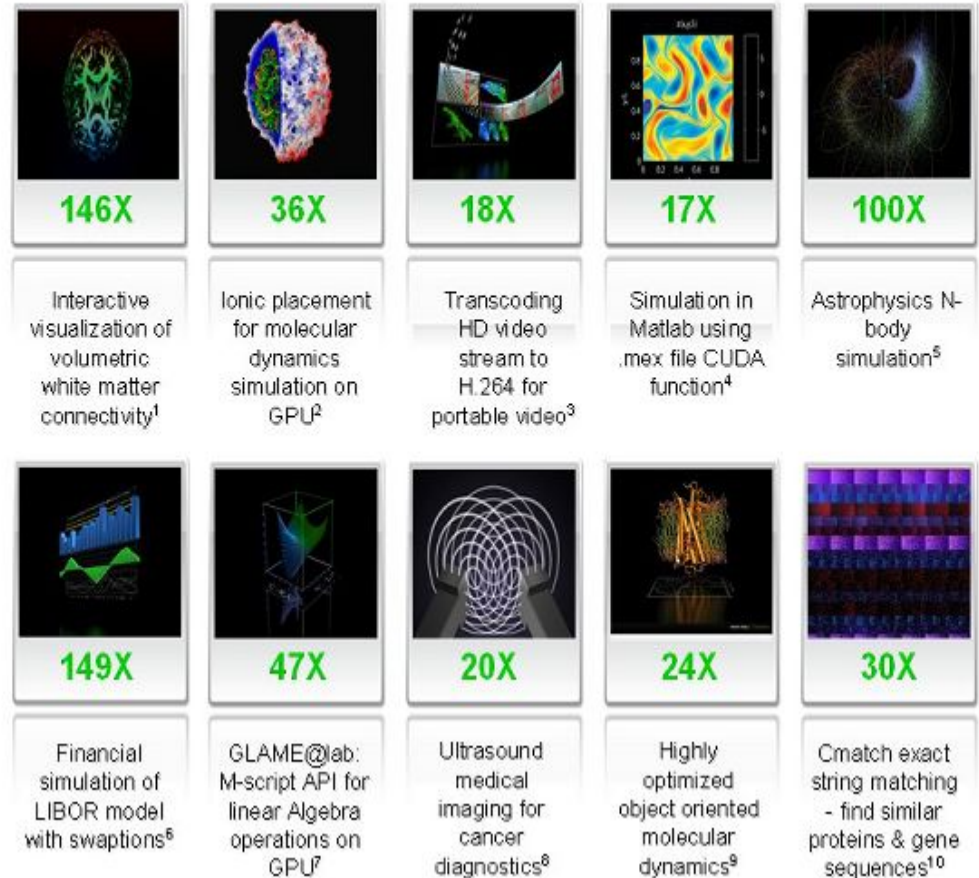 146X
36X
18X
17X
100X
Interactive
visualization of
volumetric
white matter
connectivity1
Ionic placement
for molecular
dynamics
simulation on
GPU2
Transcoding
HD video
stream to
H.264 for
portable video3
Simulation in
Matlab using
.mex file CUDA
function4
Astrophysics N-
body
simulation5
149X
47X
20X
24X
30X
Financial
simulation of
LIBOR model
with swaptions6
GLAME@lab:
M-script API for
linear Algebra
operations on
GPU7
Ultrasound
medical
imaging for
cancer
diagnostics8
Highly
optimized
object oriented
molecular
dynamics9
Cmatch exact
string matching
- find similar
proteins & gene
sequences10